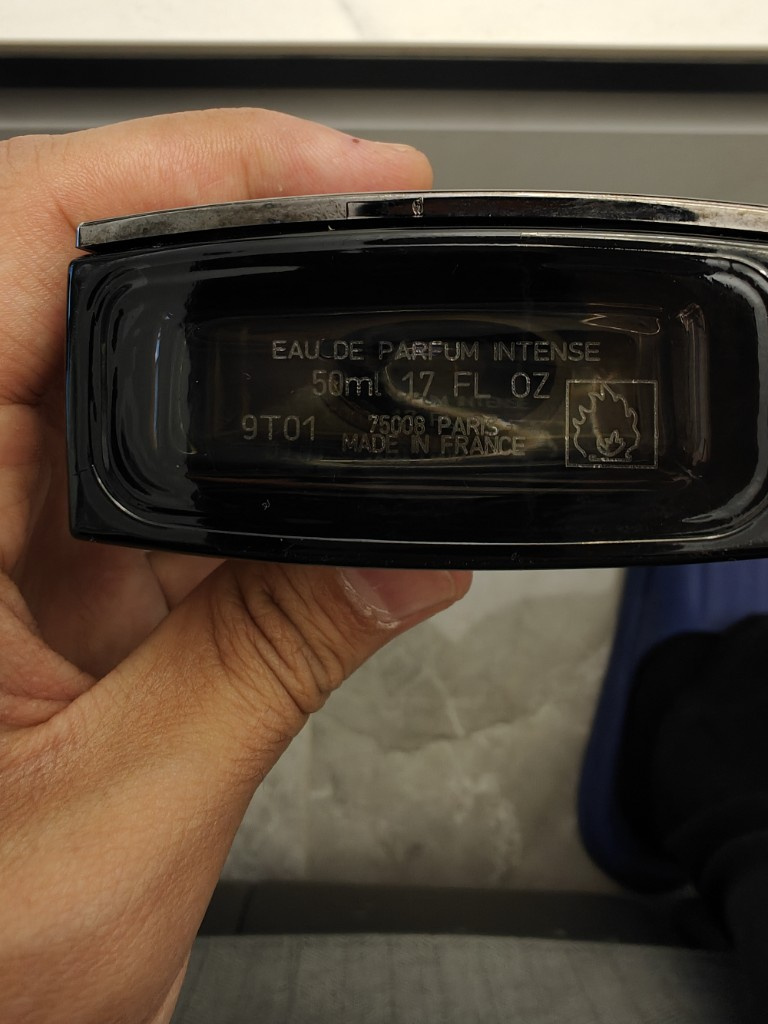 EAU DE PARFUM INTENSE
50ml 17 FL OZ
9T01
75008 PARIS
MADE IN FRANCE